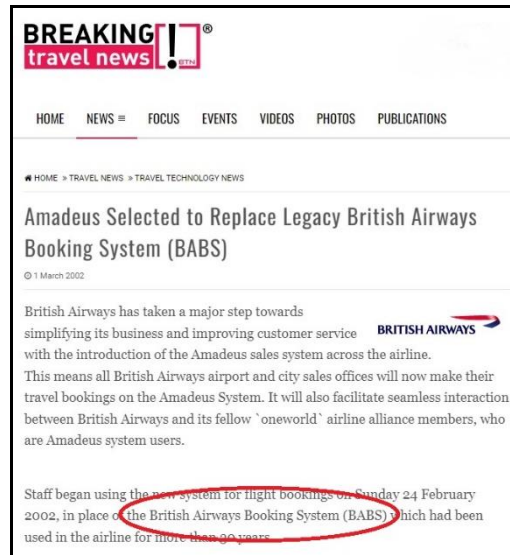 BREAKING[!]®
travel news
BTN
HOME NEWS ≡ FOCUS EVENTS VIDEOS PHOTOS PUBLICATIONS
HOME » TRAVEL NEWS » TRAVEL TECHNOLOGY NEWS
Amadeus Selected to Replace Legacy British Airways
Booking System (BABS)
1 March 2002
British Airways has taken a major step towards
simplifying its business and improving customer service
BRITISH AIRWAYS
with the introduction of the Amadeus sales system across the airline.
This means all British Airways airport and city sales offices will now make their
travel bookings on the Amadeus System. It will also facilitate seamless interaction
between British Airways and its fellow `oneworld` airline alliance members, who
are Amadeus system users.
Staff began using the new system for flight bookings on Sunday 24 February
2002, in place of the British Airways Booking System (BABS) which had been
used in the airline for more than 30 years